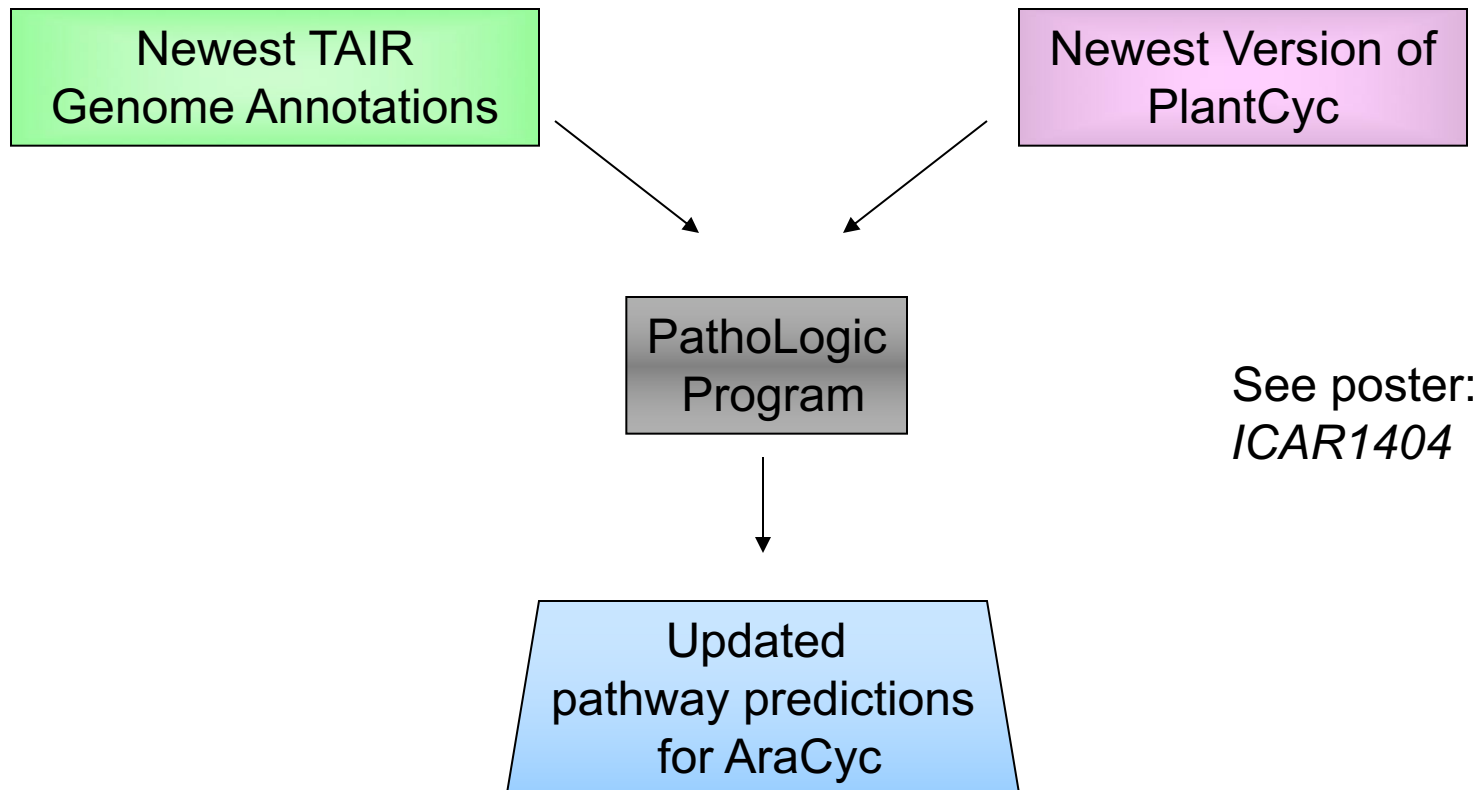 Newest TAIR
Genome Annotations
Newest Version of
PlantCyc
PathoLogic
Program
See poster:
ICAR1404
Updated
pathway predictions
for AraCyc